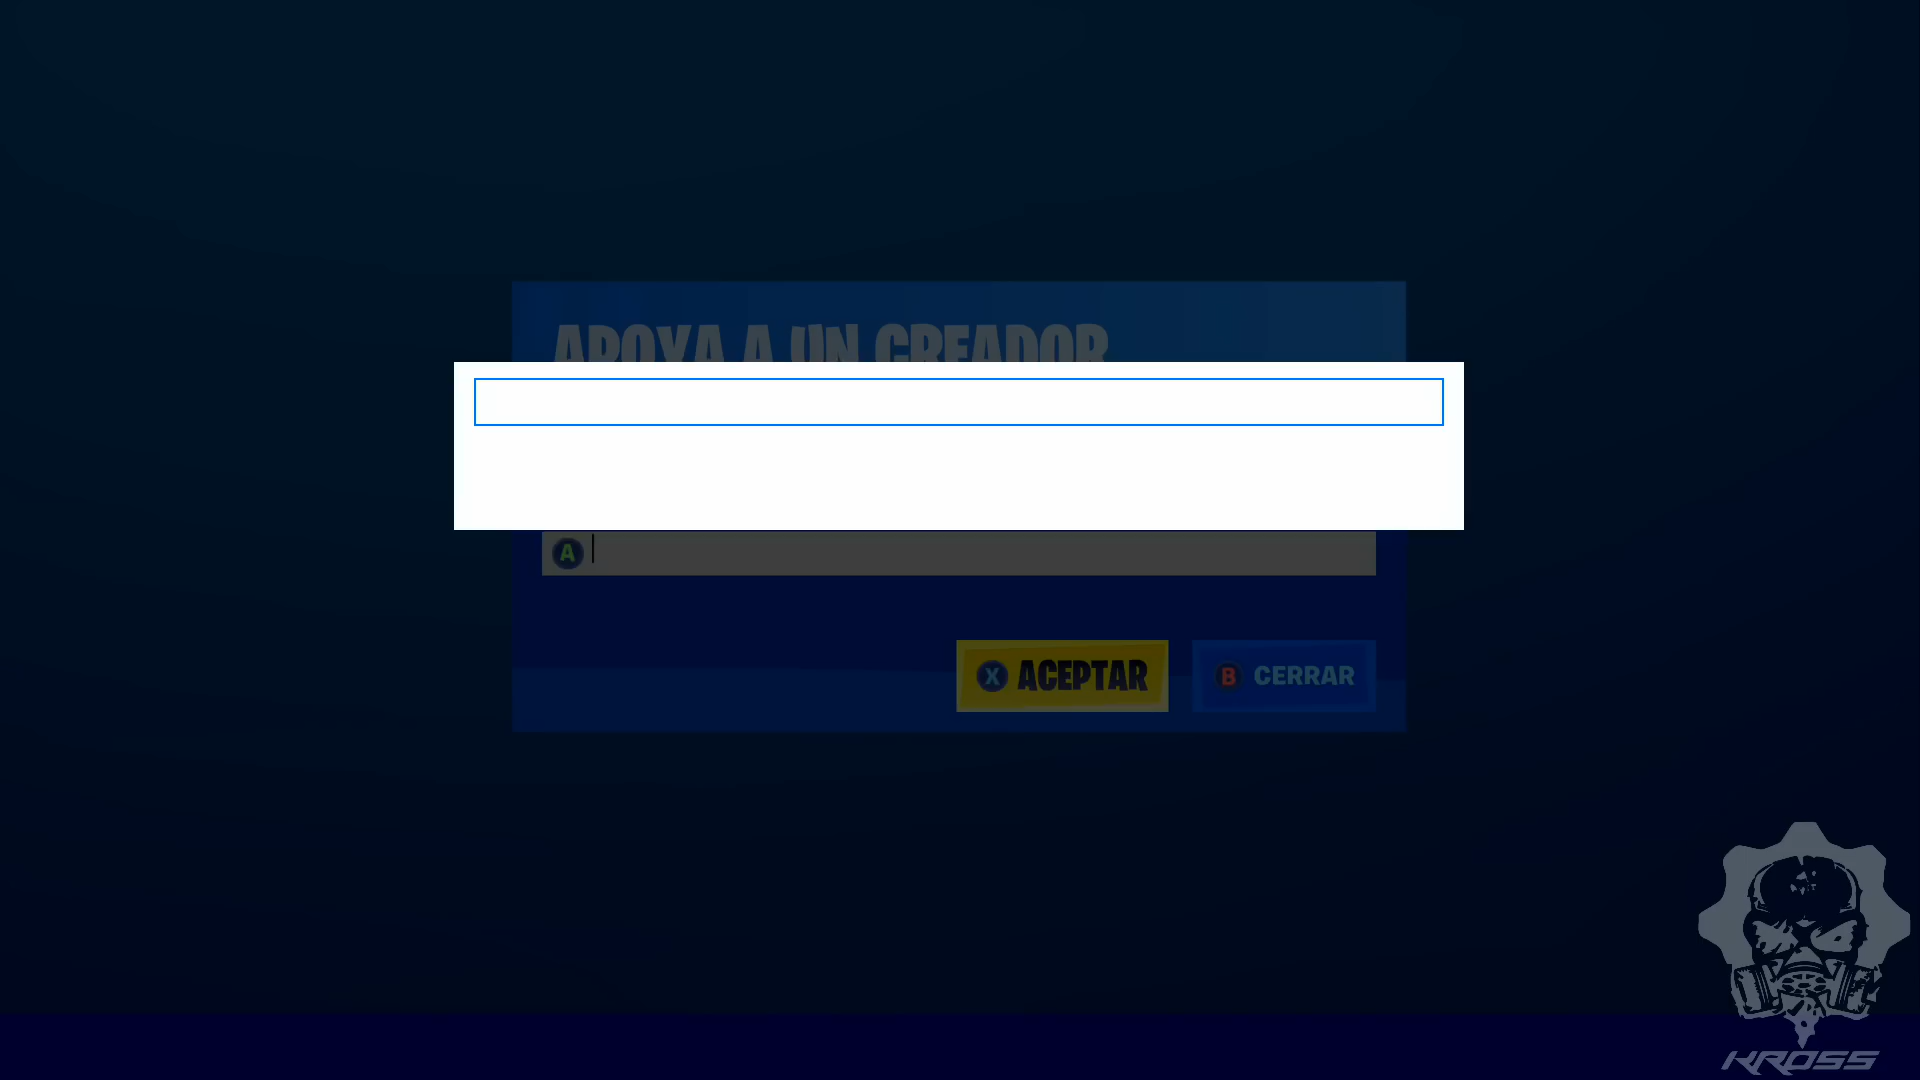 APOYA A UN CREADOR
A
X ACEPTAR
B CERRAR
KROSS